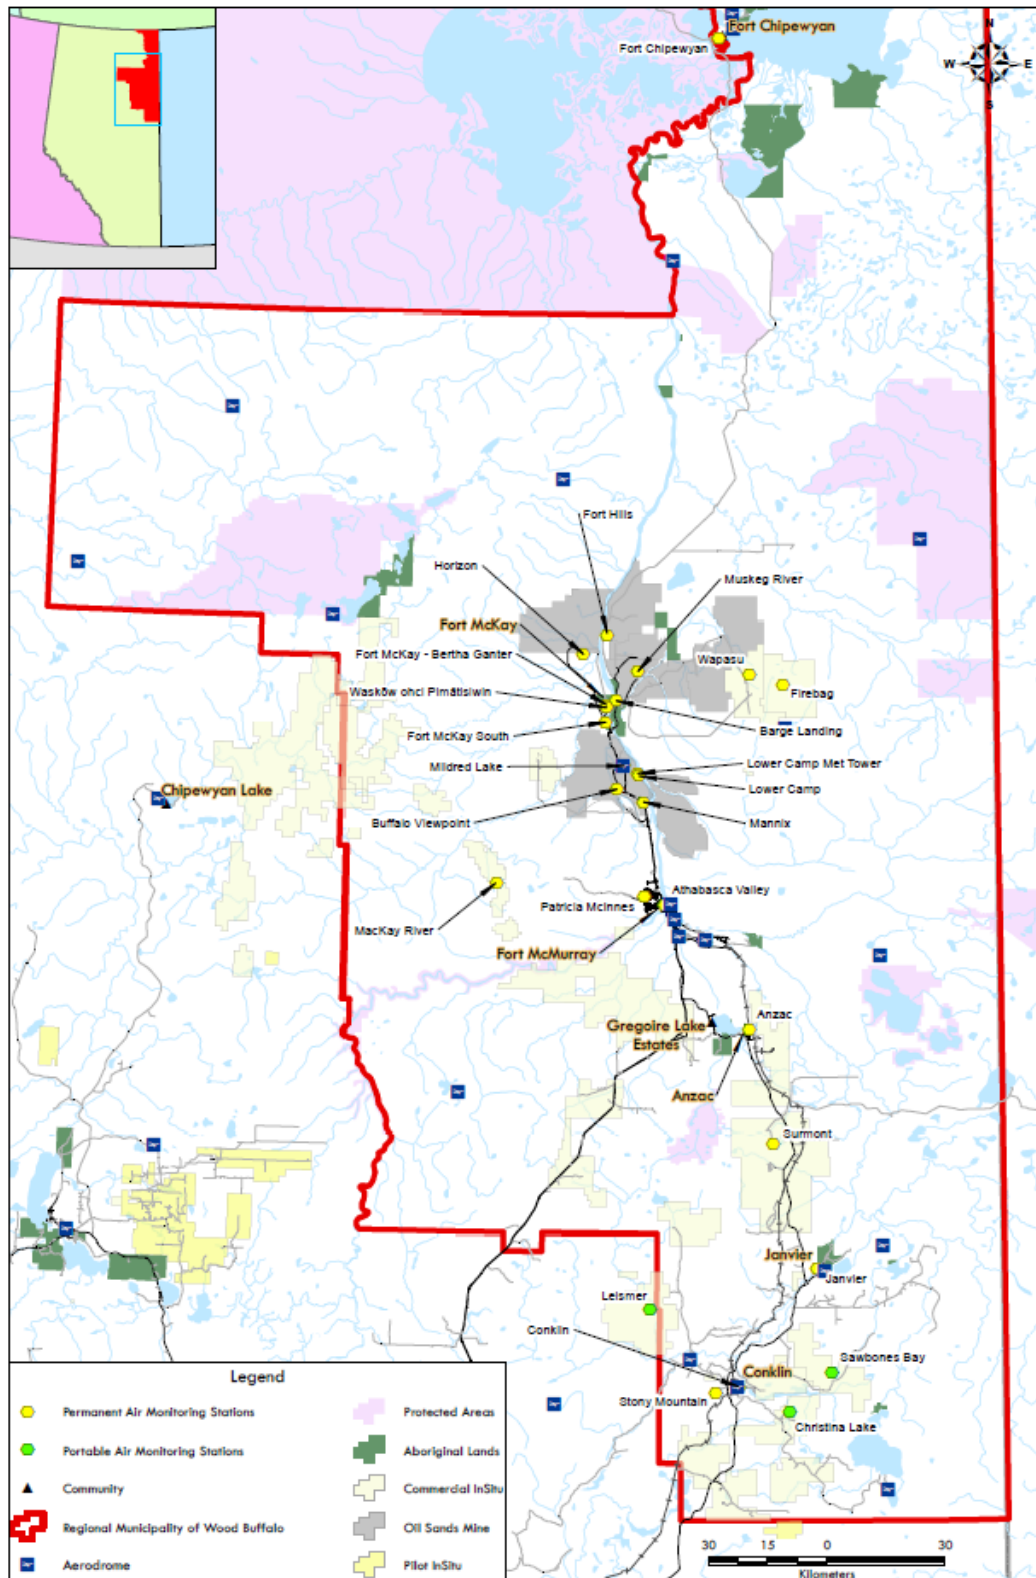 Fort Chipewyan
Fort Chipewyan
N
W
E
S
Fort Hills
Horizon
Muskeg River
Fort McKay
Fort McKay - Bertha Ganter
Wapasu
Firebag
Waskōw ohci Pimâtisiwin
Fort McKay South
Barge Landing
Mildred Lake
Lower Camp Met Tower
Lower Camp
Chipewyan Lake
Buffalo Viewpoint
Mannix
Athabasca Valley
Patricia McInnes
MacKay River
Fort McMurray
Anzac
Gregoire Lake
Estates
Anzac
Surmont
Janvier
Janvier
Leismer
Conklin
Sawbones Bay
Conklin
Stony Mountain
Christina Lake
Legend
Permanent Air Monitoring Stations
Portable Air Monitoring Stations
Community
Regional Municipality of Wood Buffalo
Aerodrome
Protected Areas
Aboriginal Lands
Commercial InSitu
Oil Sands Mine
Pilot InSitu
30 15 0 30
Kilometers